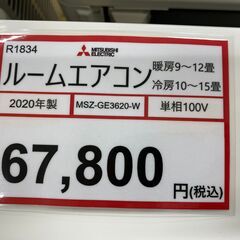 R1834
MITSUBISHI
ELECTRIC
ルームエアコン
暖房9～12畳
冷房10～15畳
2020年製
MSZ-GE3620-W
単相100V
67,800
円(税込)